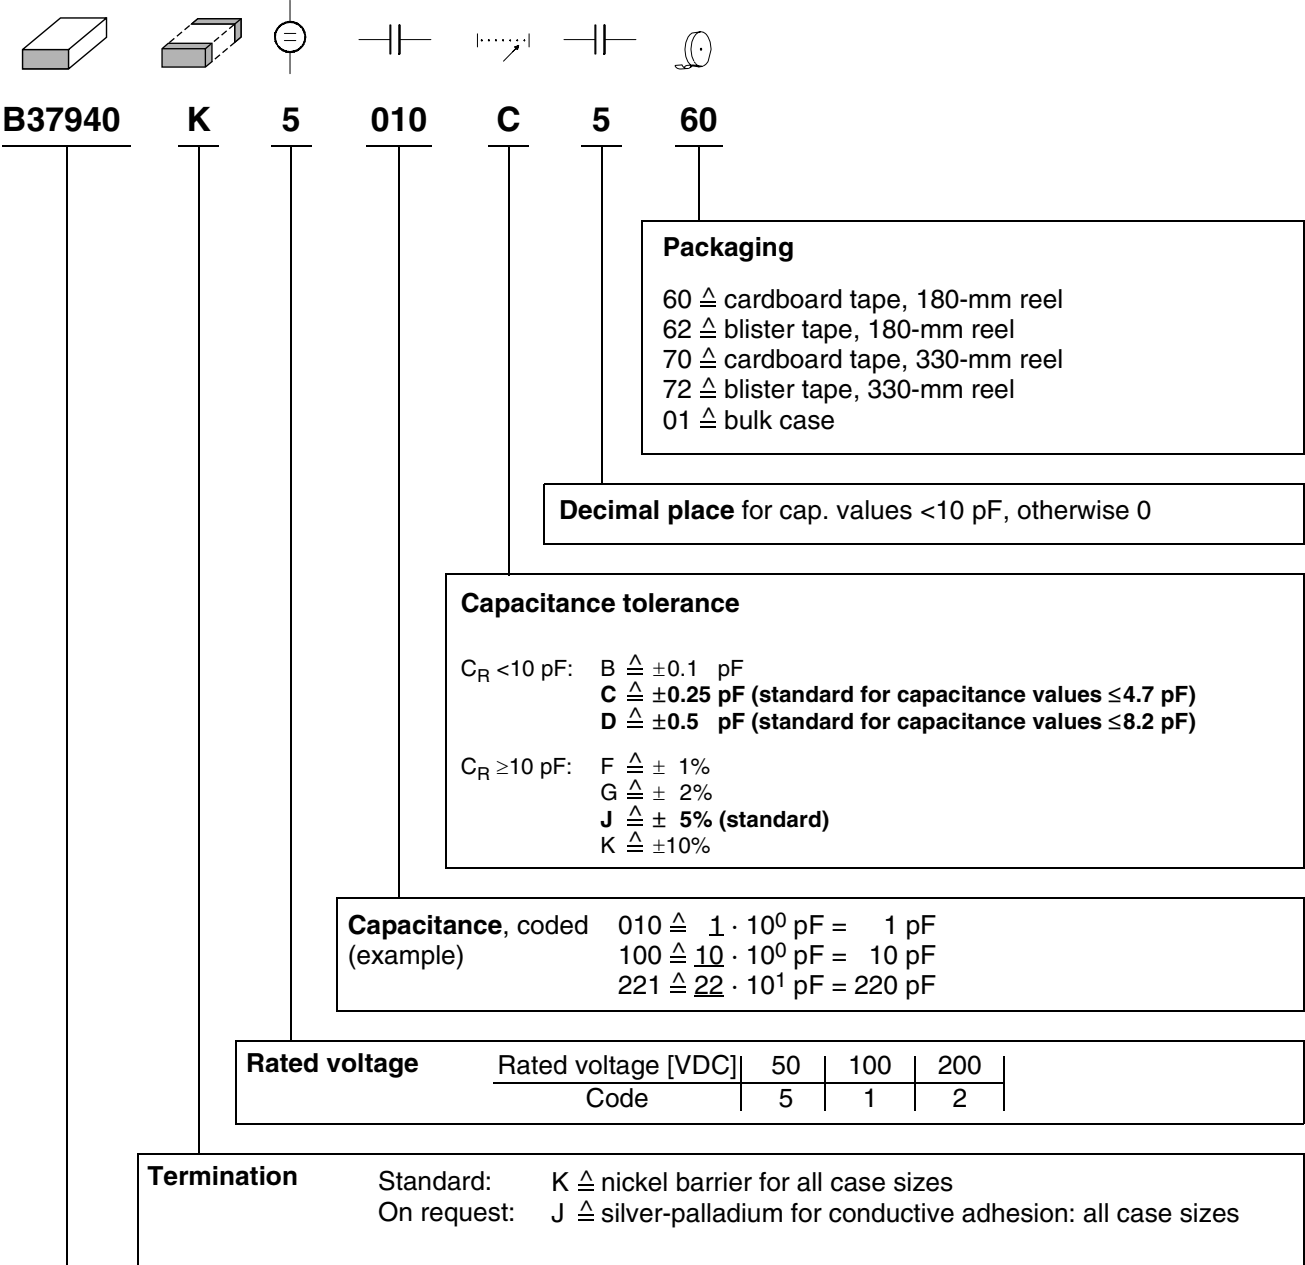 B37940 K 5 010 C 5 60
Packaging
60 ≙ cardboard tape, 180-mm reel
62 ≙ blister tape, 180-mm reel
70 ≙ cardboard tape, 330-mm reel
72 ≙ blister tape, 330-mm reel
01 ≙ bulk case
Decimal place for cap. values <10 pF, otherwise 0
Capacitance tolerance
C_R <10 pF: B ≙ ±0.1 pF
C ≙ ±0.25 pF (standard for capacitance values ≤4.7 pF)
D ≙ ±0.5 pF (standard for capacitance values ≤8.2 pF)
C_R ≥10 pF: F ≙ ± 1%
G ≙ ± 2%
J ≙ ± 5% (standard)
K ≙ ±10%
Capacitance, coded 010 ≙ 1 · 10⁰ pF = 1 pF
(example) 100 ≙ 10 · 10⁰ pF = 10 pF
221 ≙ 22 · 10¹ pF = 220 pF
Rated voltage Rated voltage [VDC] 50 100 200
Code 5 1 2
Termination Standard: K ≙ nickel barrier for all case sizes
On request: J ≙ silver-palladium for conductive adhesion: all case sizes